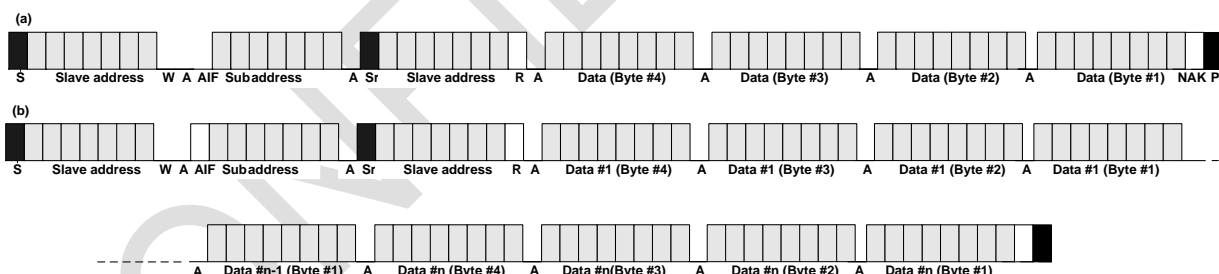 (a)
S Slave address W A AIF Subaddress A Sr Slave address R A Data (Byte #4) A Data (Byte #3) A Data (Byte #2) A Data (Byte #1) NAK P
(b)
S Slave address W A AIF Subaddress A Sr Slave address R A Data #1 (Byte #4) A Data #1 (Byte #3) A Data #1 (Byte #2) A Data #1 (Byte #1)
A Data #n-1 (Byte #1) A Data #n (Byte #4) A Data #n(Byte #3) A Data #n (Byte #2) A Data #n (Byte #1)